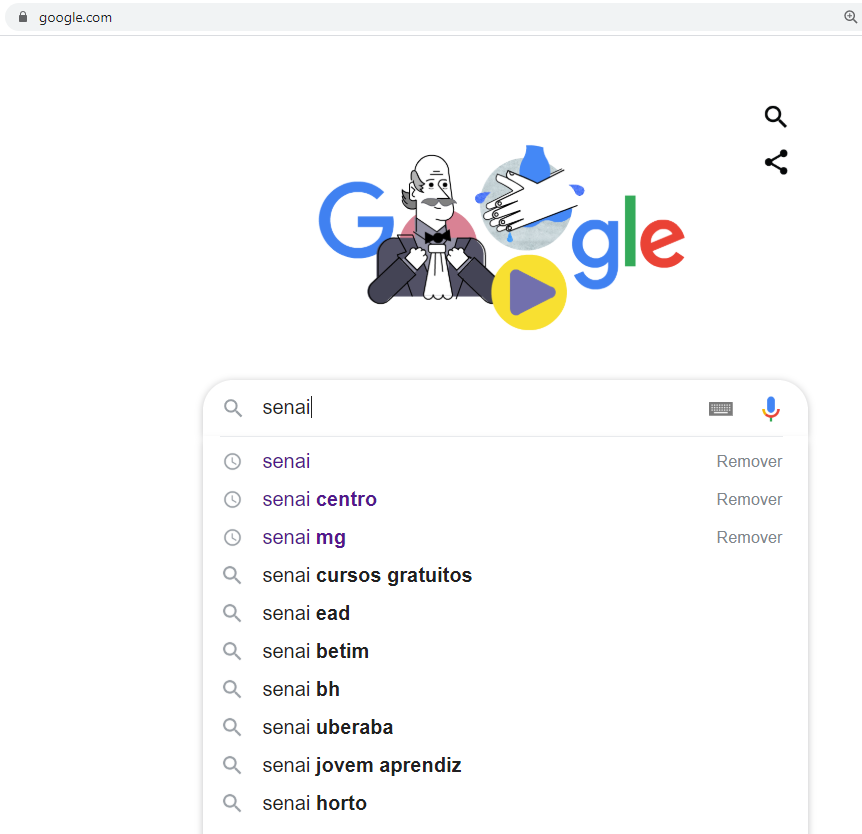 google.com
Google
senai
senai Remover
senai centro Remover
senai mg Remover
senai cursos gratuitos
senai ead
senai betim
senai bh
senai uberaba
senai jovem aprendiz
senai horto